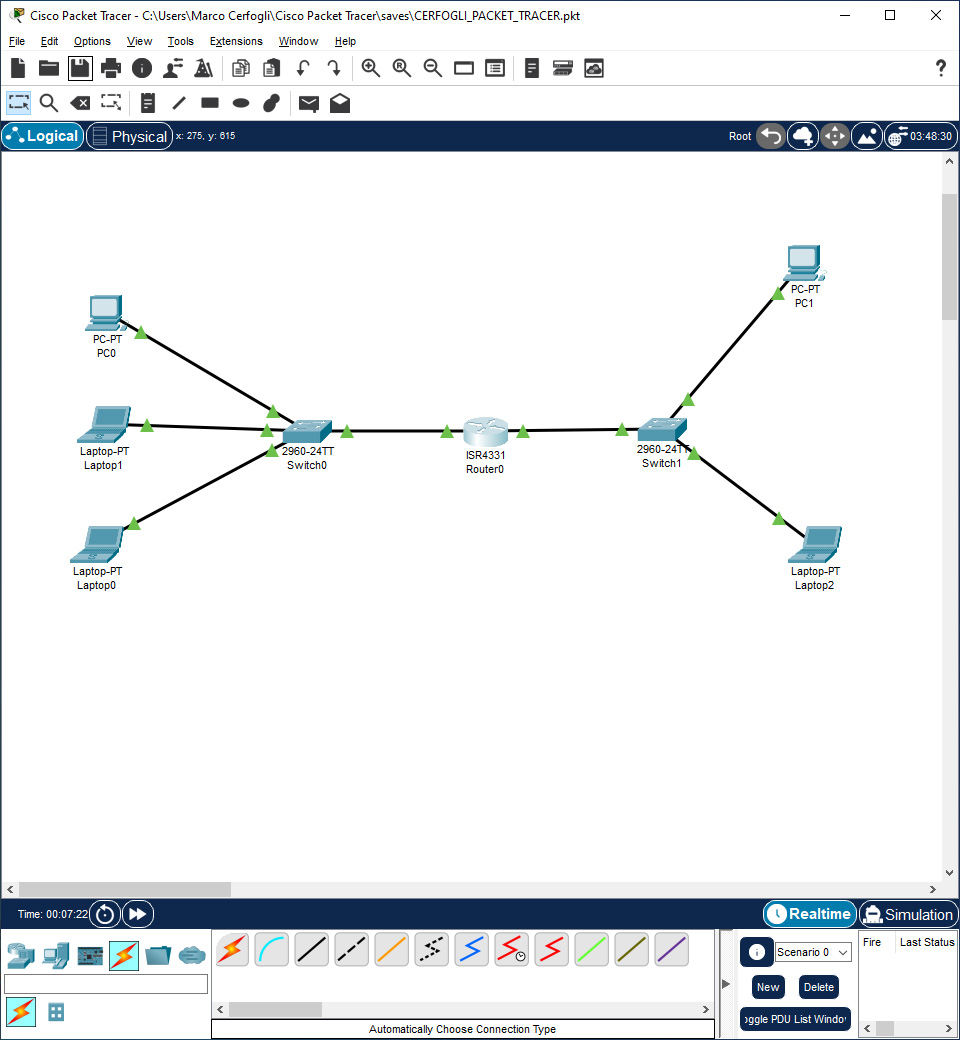 Cisco Packet Tracer - C:\Users\Marco Cerfogli\Cisco Packet Tracer\saves\CERFOGLI_PACKET_TRACER.pkt
File Edit Options View Tools Extensions Window Help
Logical Physical x: 275, y: 615 Root 03:48:30
PC-PT
PC1
PC-PT
PC0
Laptop-PT
Laptop1
2960-24TT
Switch0
ISR4331
Router0
2960-24TT
Switch1
Laptop-PT
Laptop0
Laptop-PT
Laptop2
Time: 00:07:22 Realtime Simulation
Scenario 0
Fire Last Status
New Delete
oggle PDU List Windo
Automatically Choose Connection Type